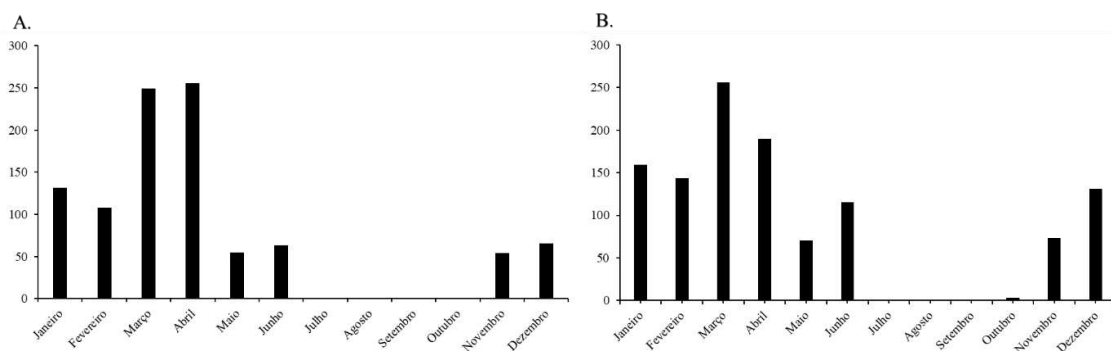 A.
300
250
200
150
100
50
0
Janeiro
Fevereiro
Março
Abril
Maio
Junho
Julho
Agosto
Setembro
Outubro
Novembro
Dezembro
B.
300
250
200
150
100
50
0
Janeiro
Fevereiro
Março
Abril
Maio
Junho
Julho
Agosto
Setembro
Outubro
Novembro
Dezembro